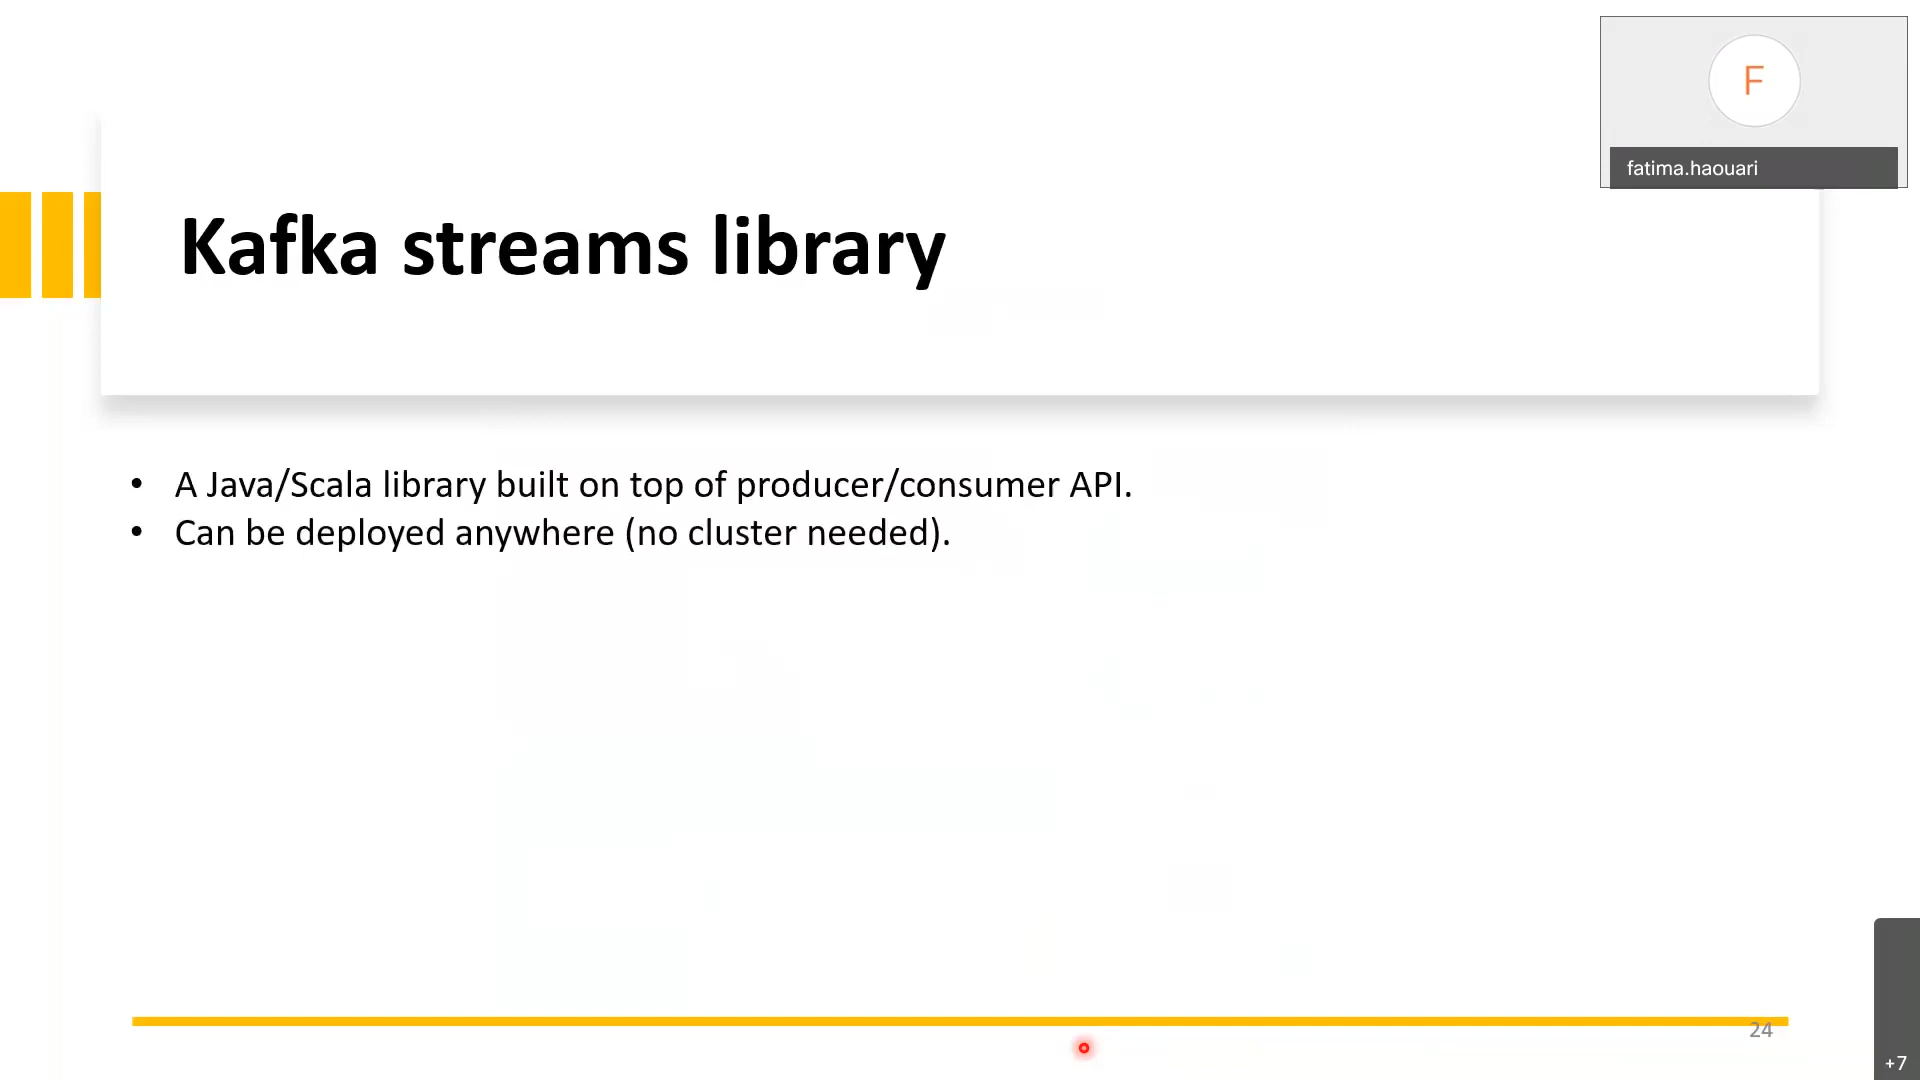 F
fatima.haouari
Kafka streams library
• A Java/Scala library built on top of producer/consumer API.
• Can be deployed anywhere (no cluster needed).
24
+7